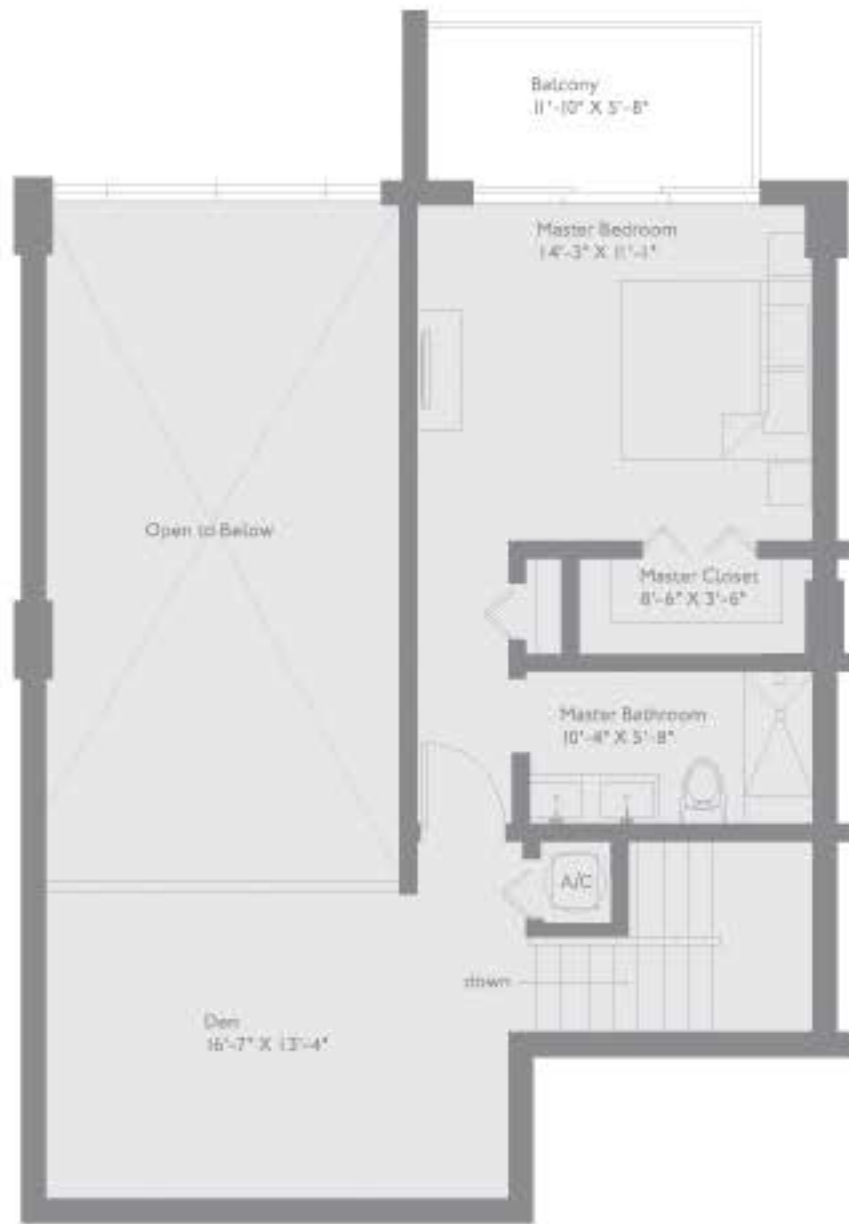 Balcony
11'-10" X 5'-8"
Master Bedroom
14'-3" X 11'-1"
Open to Below
Master Closet
8'-6" X 3'-6"
Master Bathroom
10'-4" X 5'-8"
A/C
down
Den
16'-7" X 13'-4"